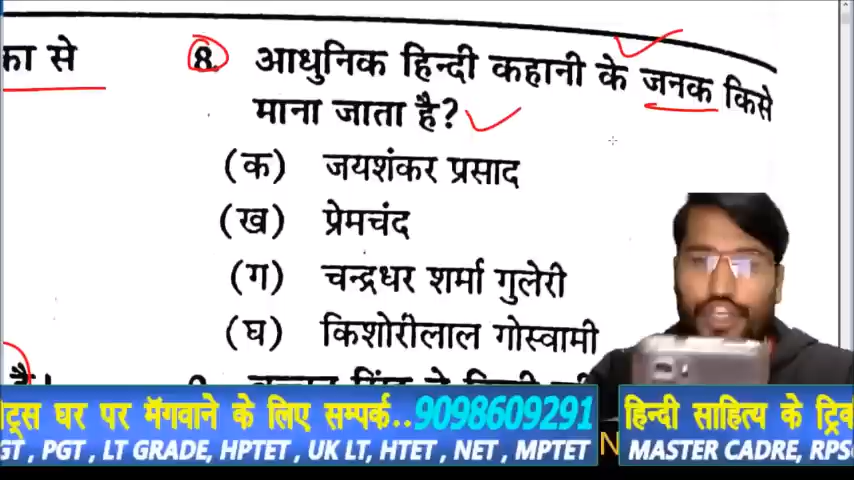 का से
8. आधुनिक हिन्दी कहानी के जनक किसे
माना जाता है?
(क) जयशंकर प्रसाद
(ख) प्रेमचंद
(ग) चन्द्रधर शर्मा गुलेरी
(घ) किशोरीलाल गोस्वामी
है।
ट्स घर पर मॅगवाने के लिए सम्पर्क..9098609291
GT , PGT , LT GRADE, HPTET , UK LT, HTET , NET , MPTET
N
हिन्दी साहित्य के ट्रि
MASTER CADRE, RPS